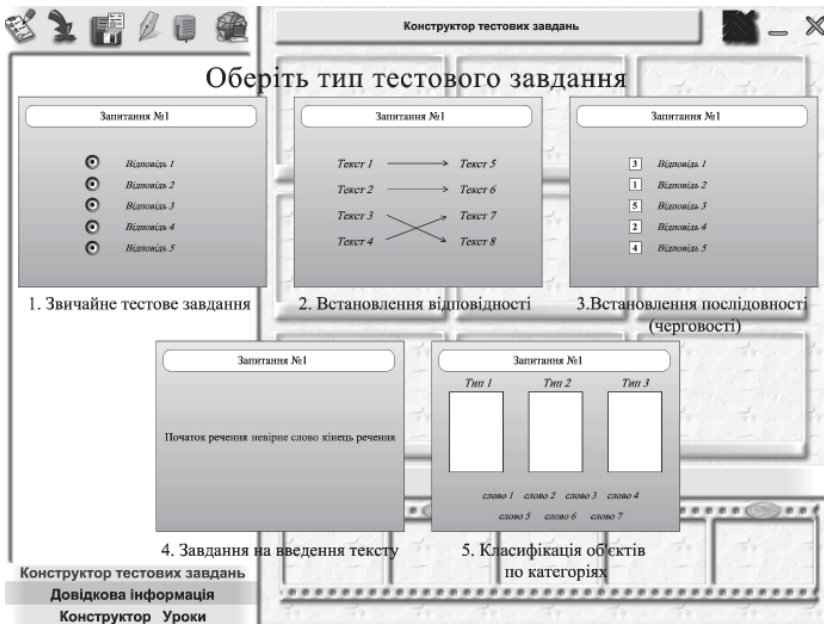 Конструктор тестових завдань
Оберіть тип тестового завдання
Запитання №1
Відповідь 1
Відповідь 2
Відповідь 3
Відповідь 4
Відповідь 5
1. Звичайне тестове завдання
Запитання №1
Текст 1 Текст 5
Текст 2 Текст 6
Текст 3 Текст 7
Текст 4 Текст 8
2. Встановлення відповідності
Запитання №1
3 Відповідь 1
1 Відповідь 2
5 Відповідь 3
2 Відповідь 4
4 Відповідь 5
3.Встановлення послідовності
(черговості)
Запитання №1
Початок речення невірне слово кінець речення
4. Завдання на введення тексту
Запитання №1
Тип 1 Тип 2 Тип 3
слово 1 слово 2 слово 3 слово 4
слово 5 слово 6 слово 7
5. Класифікація об'єктів
по категоріях
Конструктор тестових завдань
Довідкова інформація
Конструктор Уроки